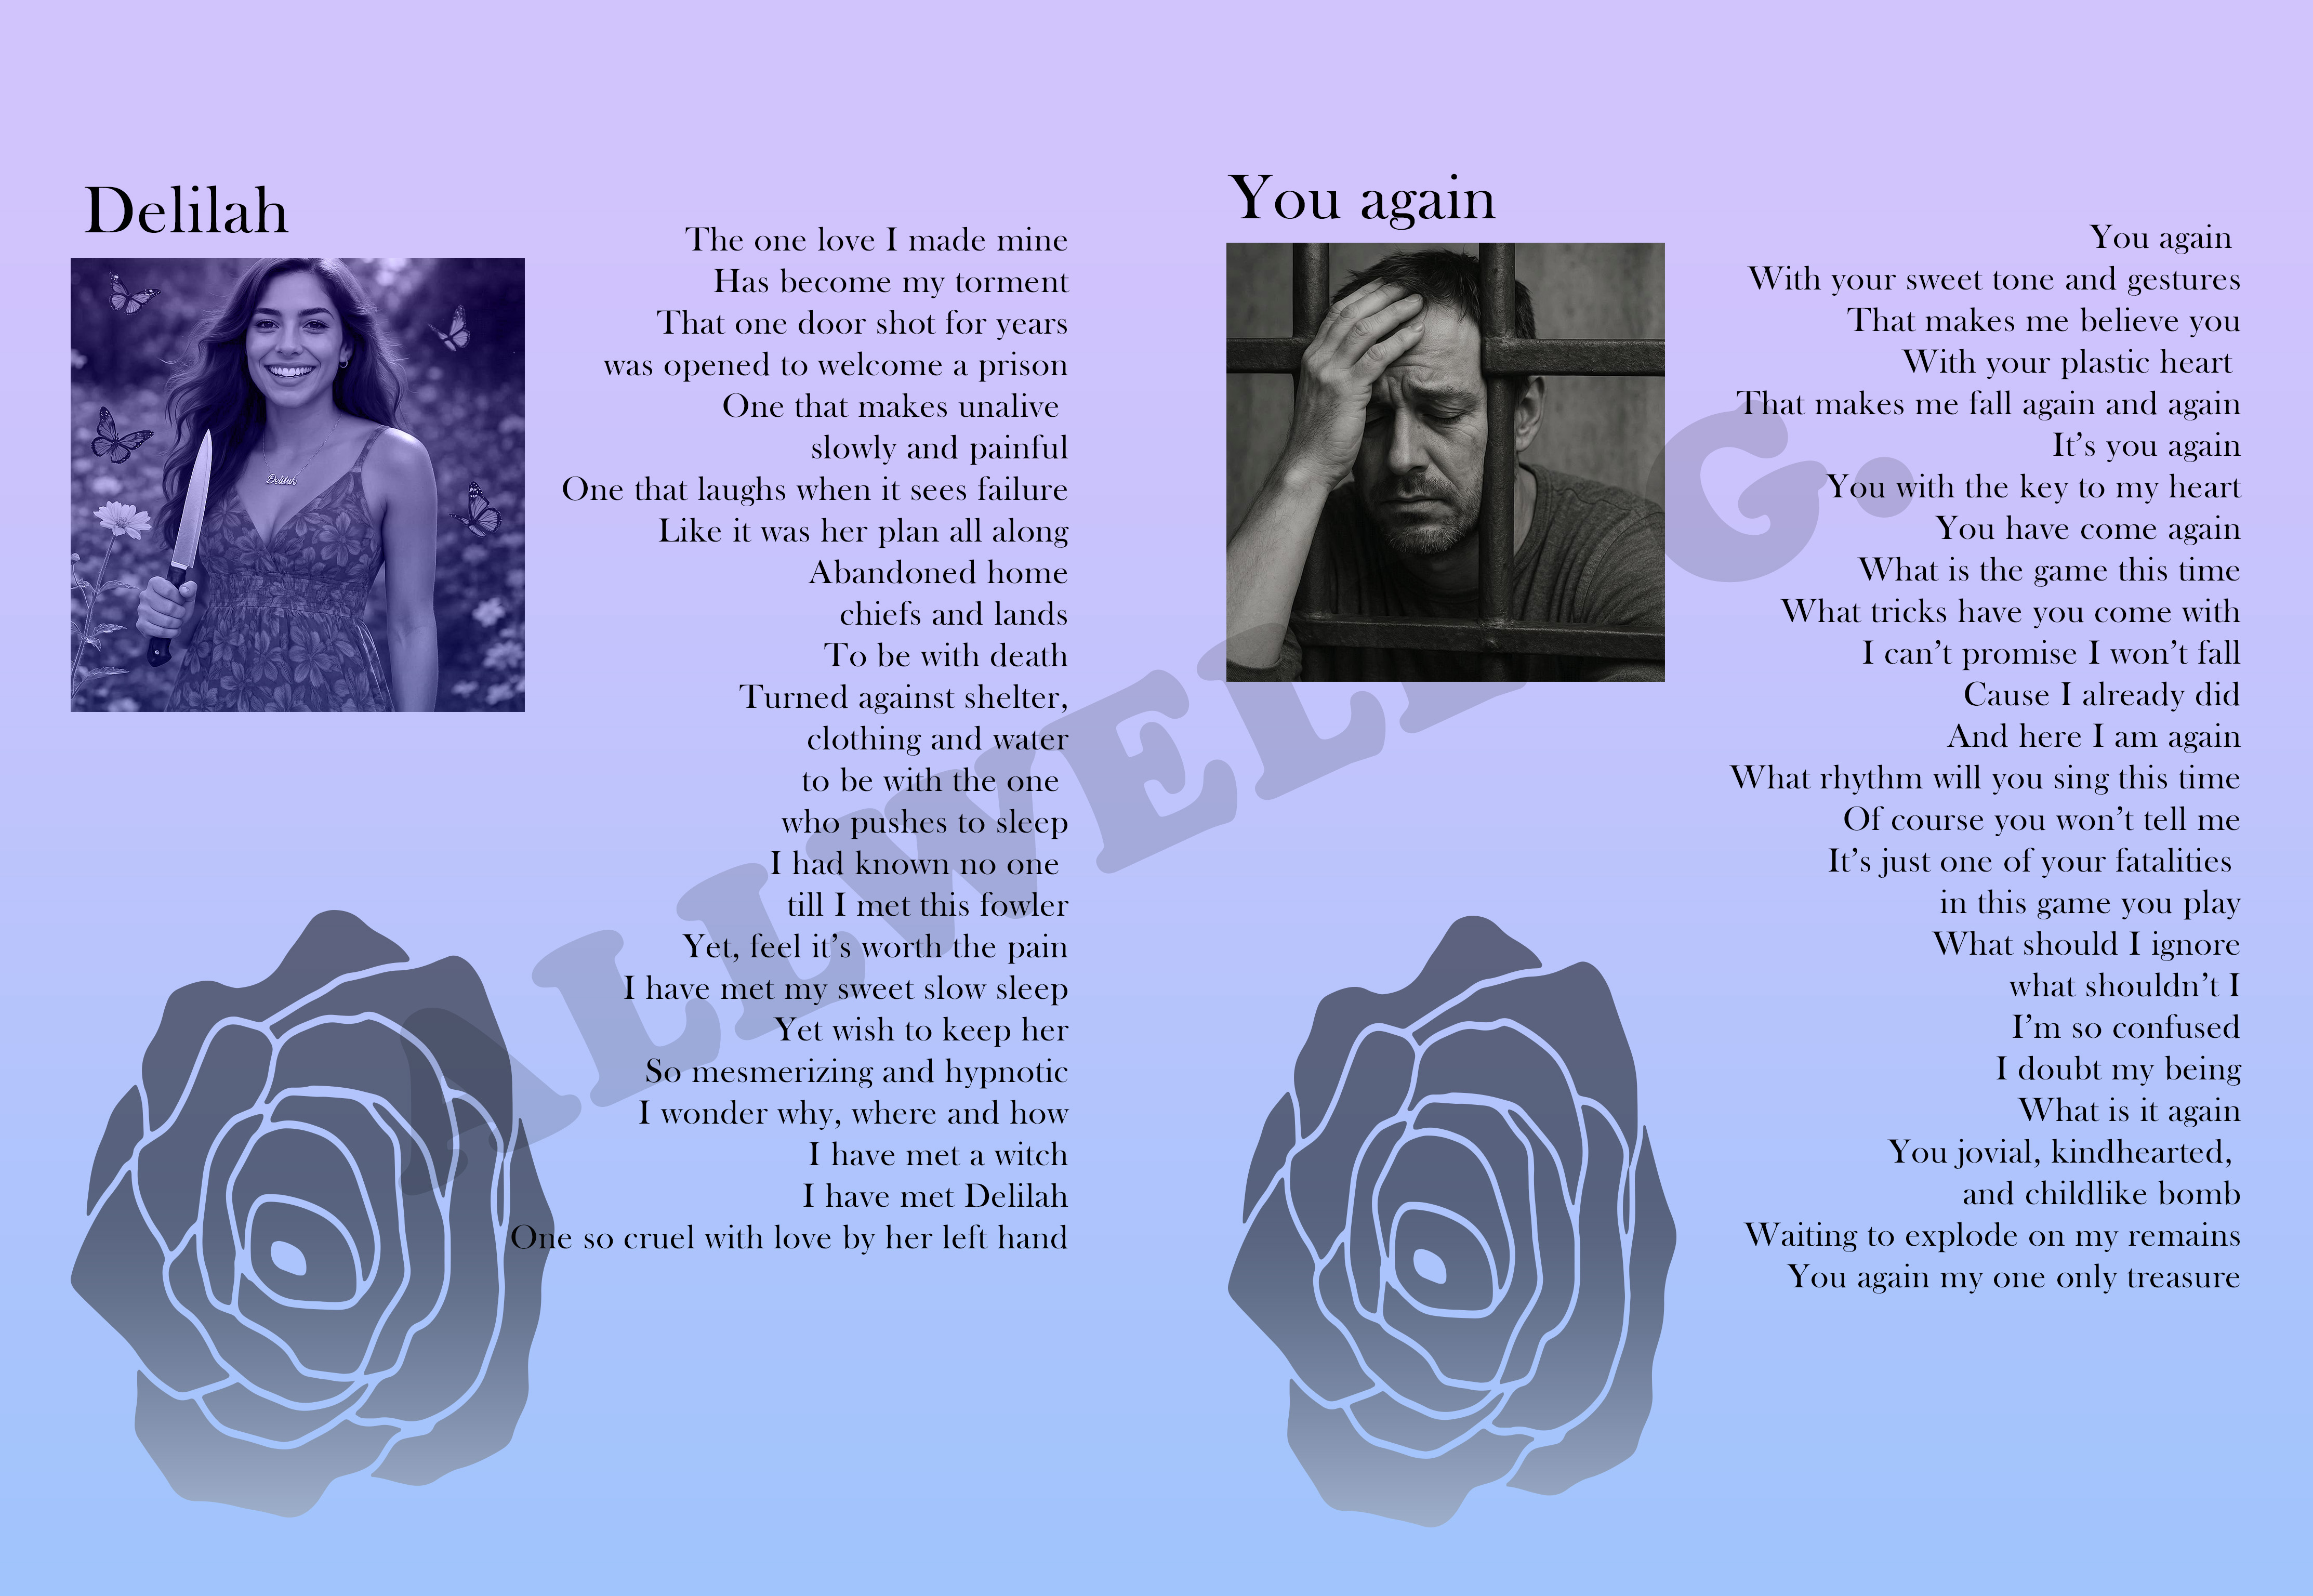 Delilah
Delilah
The one love I made mine
Has become my torment
That one door shot for years
was opened to welcome a prison
One that makes unalive
slowly and painful
One that laughs when it sees failure
Like it was her plan all along
Abandoned home
chiefs and lands
To be with death
Turned against shelter,
clothing and water
to be with the one
who pushes to sleep
I had known no one
till I met this fowler
Yet, feel it’s worth the pain
I have met my sweet slow sleep
Yet wish to keep her
So mesmerizing and hypnotic
I wonder why, where and how
I have met a witch
I have met Delilah
One so cruel with love by her left hand
You again
You again
With your sweet tone and gestures
That makes me believe you
With your plastic heart
That makes me fall again and again
It’s you again
You with the key to my heart
You have come again
What is the game this time
What tricks have you come with
I can’t promise I won’t fall
Cause I already did
And here I am again
What rhythm will you sing this time
Of course you won’t tell me
It’s just one of your fatalities
in this game you play
What should I ignore
what shouldn’t I
I’m so confused
I doubt my being
What is it again
You jovial, kindhearted,
and childlike bomb
Waiting to explode on my remains
You again my one only treasure
G.